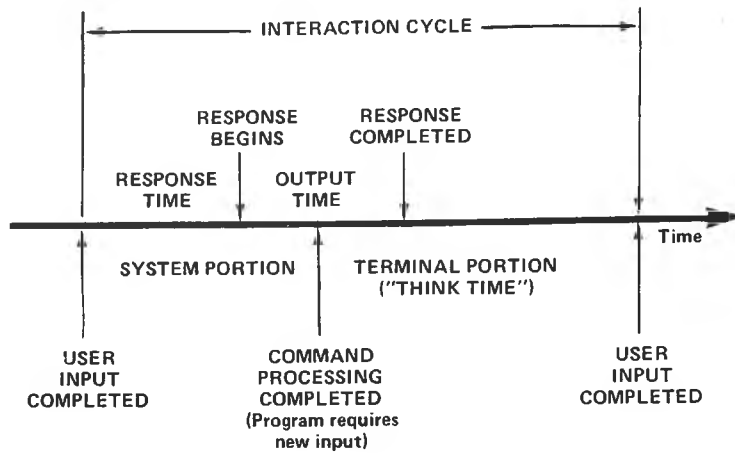 INTERACTION CYCLE
RESPONSE
BEGINS
RESPONSE
COMPLETED
RESPONSE
TIME
OUTPUT
TIME
Time
SYSTEM PORTION
TERMINAL PORTION
("THINK TIME")
USER
INPUT
COMPLETED
COMMAND
PROCESSING
COMPLETED
(Program requires
new input)
USER
INPUT
COMPLETED